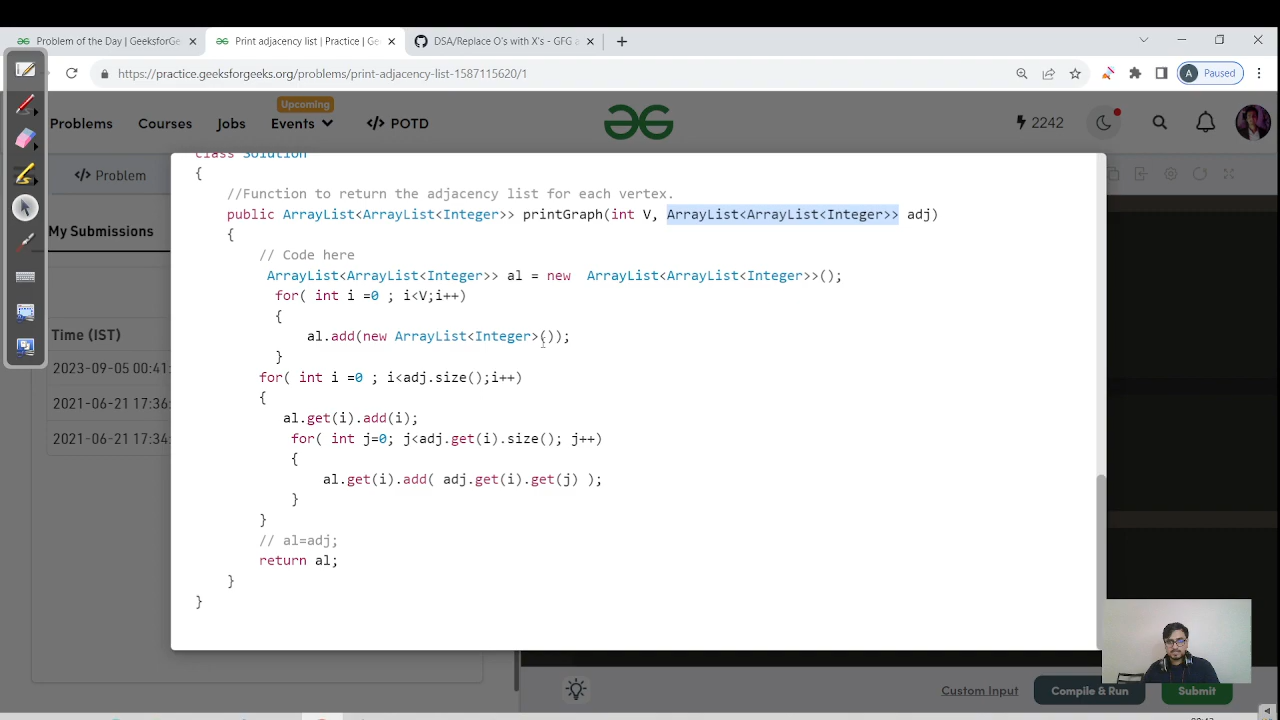 Problem of the Day | GeeksforGe
Print adjacency list | Practice | Ge
DSA/Replace O's with X's - GFG a
https://practice.geeksforgeeks.org/problems/print-adjacency-list-1587115620/1
A Paused
Upcoming
Problems
Courses
Jobs
Events
</> POTD
2242
</> Problem
My Submissions
Time (IST)
2023-09-05 00:41:
2021-06-21 17:36:
2021-06-21 17:34:
class Solution
{
//Function to return the adjacency list for each vertex.
public ArrayList<ArrayList<Integer>> printGraph(int V, ArrayList<ArrayList<Integer>> adj)
{
// Code here
ArrayList<ArrayList<Integer>> al = new  ArrayList<ArrayList<Integer>>();
for( int i =0 ; i<V;i++)
{
al.add(new ArrayList<Integer>());
}
for( int i =0 ; i<adj.size();i++)
{
al.get(i).add(i);
for( int j=0; j<adj.get(i).size(); j++)
{
al.get(i).add( adj.get(i).get(j) );
}
}
// al=adj;
return al;
}
}
Custom Input
Compile & Run
Submit